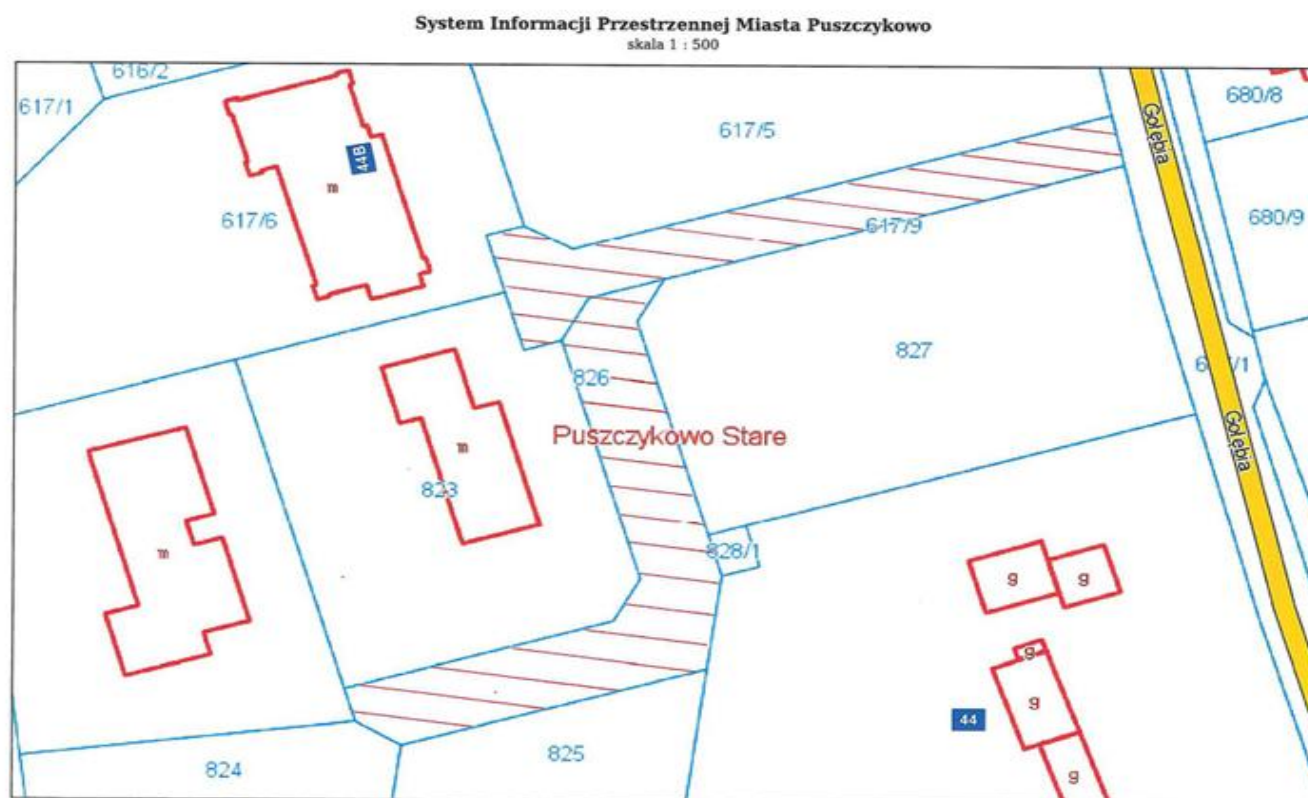 System Informacji Przestrzennej Miasta Puszczykowo
skala 1 : 500
616/2
617/1
617/5
680/8
Gołębia
44B
m
617/6
617/9
680/9
827
826
Puszczykowo Stare
m
823
Gołębia
m
828/1
g
g
g
g
44
825
824
g